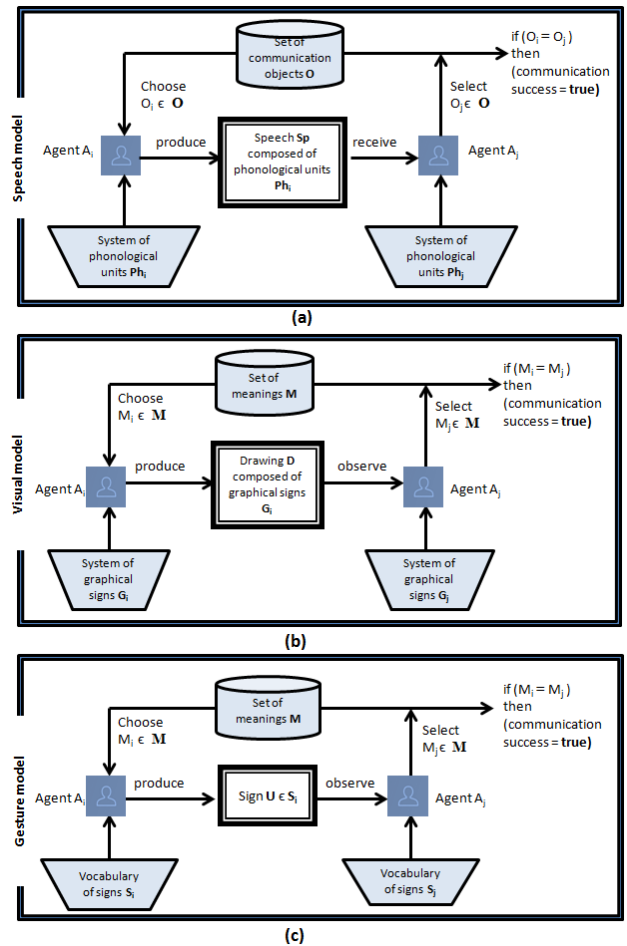 Speech model
Set of
communication
objects O
if (Oᵢ = Oⱼ)
then
(communication
success = true)
Choose
Oᵢ ϵ O
Select
Oⱼϵ O
Agent Aᵢ
produce
Speech Sp
composed of
phonological units
Phᵢ
receive
Agent Aⱼ
System of
phonological
units Phᵢ
System of
phonological
units Phⱼ
(a)
Visual model
Set of
meanings M
if (Mᵢ = Mⱼ)
then
(communication
success = true)
Choose
Mᵢ ϵ M
Select
Mⱼϵ M
Agent Aᵢ
produce
Drawing D
composed of
graphical signs
Gᵢ
observe
Agent Aⱼ
System of
graphical
signs Gᵢ
System of
graphical
signs Gⱼ
(b)
Gesture model
Set of
meanings M
if (Mᵢ = Mⱼ)
then
(communication
success = true)
Choose
Mᵢ ϵ M
Select
Mⱼϵ M
Agent Aᵢ
produce
Sign U ϵ Sᵢ
observe
Agent Aⱼ
Vocabulary
of signs Sᵢ
Vocabulary
of signs Sⱼ
(c)